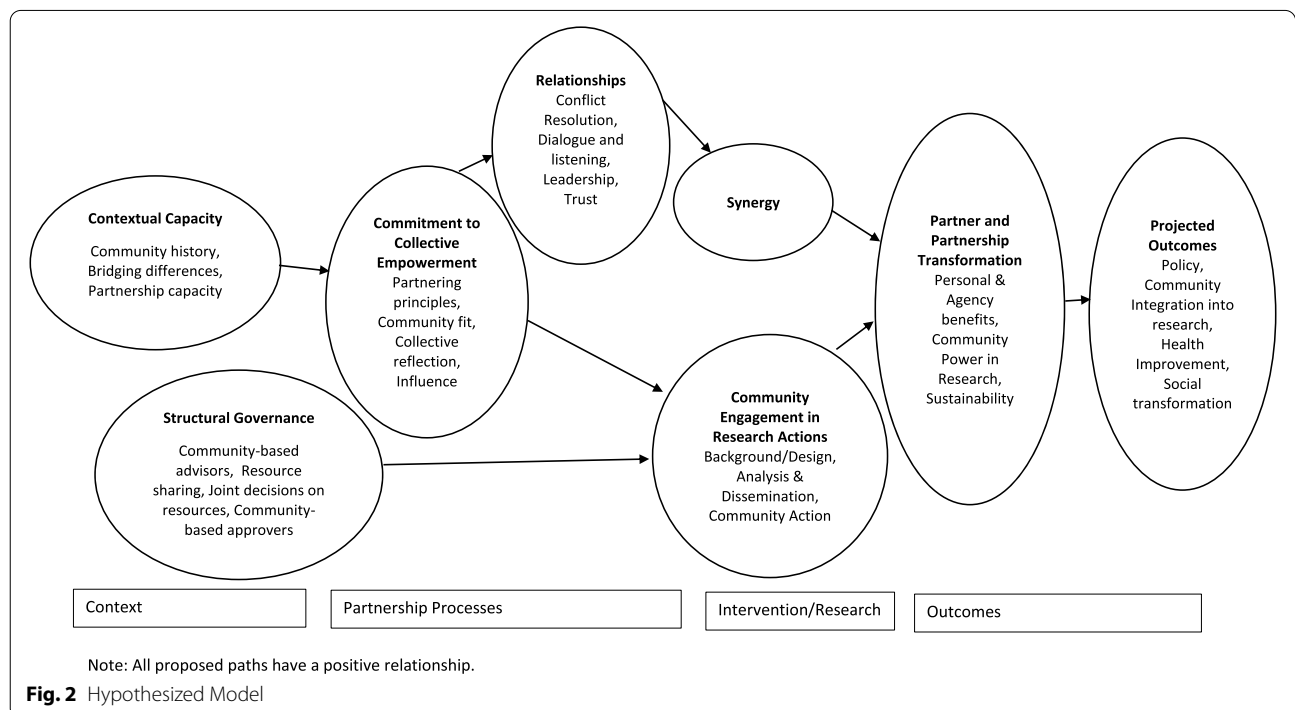 Contextual Capacity
Community history,
Bridging differences,
Partnership capacity
Structural Governance
Community-based
advisors, Resource
sharing, Joint decisions on
resources, Community-
based approvers
Commitment to
Collective
Empowerment
Partnering
principles,
Community fit,
Collective
reflection,
Influence
Relationships
Conflict
Resolution,
Dialogue and
listening,
Leadership,
Trust
Synergy
Community
Engagement in
Research Actions
Background/Design,
Analysis &
Dissemination,
Community Action
Partner and
Partnership
Transformation
Personal &
Agency
benefits,
Community
Power in
Research,
Sustainability
Projected
Outcomes
Policy,
Community
Integration into
research,
Health
Improvement,
Social
transformation
Context
Partnership Processes
Intervention/Research
Outcomes
Note: All proposed paths have a positive relationship.
Fig. 2 Hypothesized Model